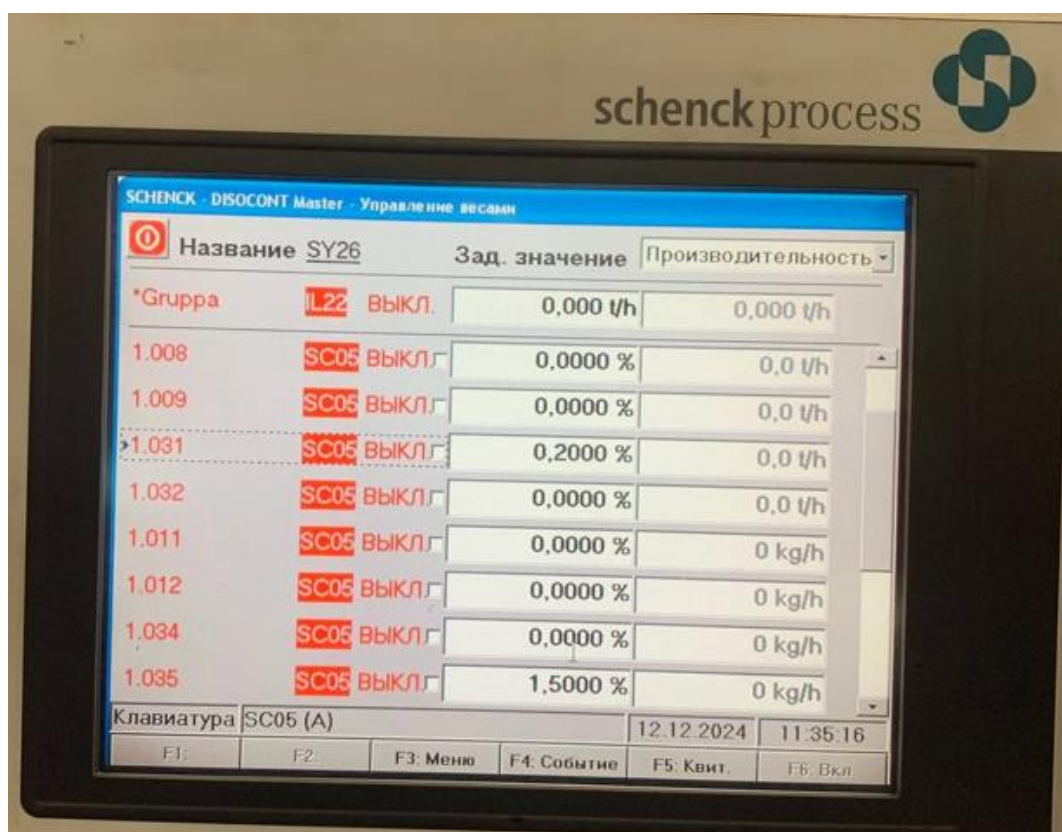 schenck process
SCHENCK - DISOCONT Master - Управление весами
Название SY26 Зад. значение Производительность
*Gruppa IL22 ВЫКЛ. 0,000 t/h 0,000 t/h
1.008 SC05 ВЫКЛ. 0,0000 % 0,0 t/h
1.009 SC05 ВЫКЛ. 0,0000 % 0,0 t/h
1.031 SC05 ВЫКЛ. 0,2000 % 0,0 t/h
1.032 SC05 ВЫКЛ. 0,0000 % 0,0 t/h
1.011 SC05 ВЫКЛ. 0,0000 % 0 kg/h
1.012 SC05 ВЫКЛ. 0,0000 % 0 kg/h
1.034 SC05 ВЫКЛ. 0,0000 % 0 kg/h
1.035 SC05 ВЫКЛ. 1,5000 % 0 kg/h
Клавиатура SC05 (A) 12.12.2024 11:35:16
F1: F2: F3: Меню F4: Событие F5: Квит. F6: Вкл